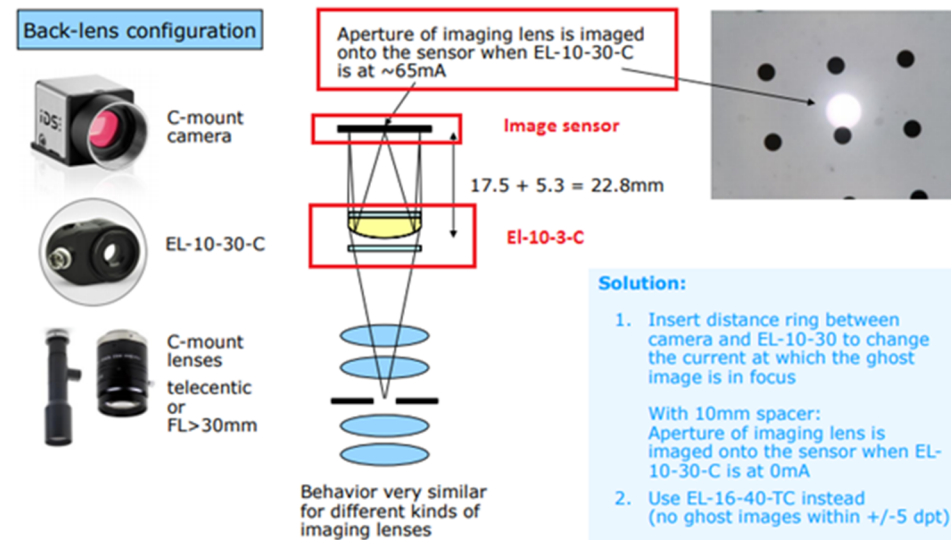 Back-lens configuration
Aperture of imaging lens is imaged
onto the sensor when EL-10-30-C
is at ~65mA
iDS
C-mount
camera
Image sensor
17.5 + 5.3 = 22.8mm
EL-10-30-C
El-10-3-C
C-mount
lenses
telecentic
or
FL>30mm
Behavior very similar
for different kinds of
imaging lenses
Solution:
1. Insert distance ring between
camera and EL-10-30 to change
the current at which the ghost
image is in focus
With 10mm spacer:
Aperture of imaging lens is
imaged onto the sensor when EL-
10-30-C is at 0mA
2. Use EL-16-40-TC instead
(no ghost images within +/-5 dpt)